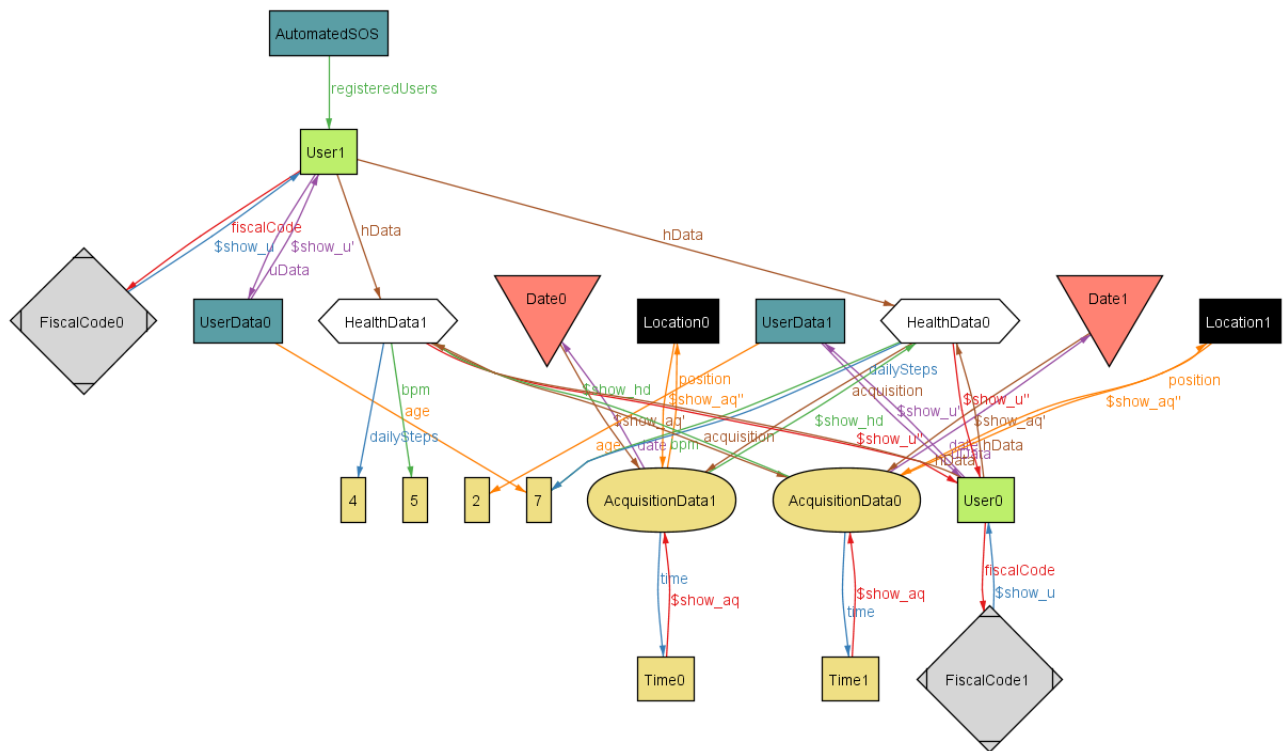 AutomatedSOS
registeredUsers
User1
fiscalCode
$show_u
$show_u'
uData
hData
hData
FiscalCode0
UserData0
HealthData1
Date0
Location0
UserData1
HealthData0
Date1
Location1
bpm
age
dailySteps
$show_hd
position
$show_aq''
$show_aq'
acquisition
age
date
bpm
$show_u''
dailySteps
acquisition
$show_u'
$show_hd
$show_u''
$show_aq'
date
hData
uData
hData
position
$show_aq''
4
5
2
7
AcquisitionData1
AcquisitionData0
User0
time
$show_aq
time
$show_aq
fiscalCode
$show_u
Time0
Time1
FiscalCode1